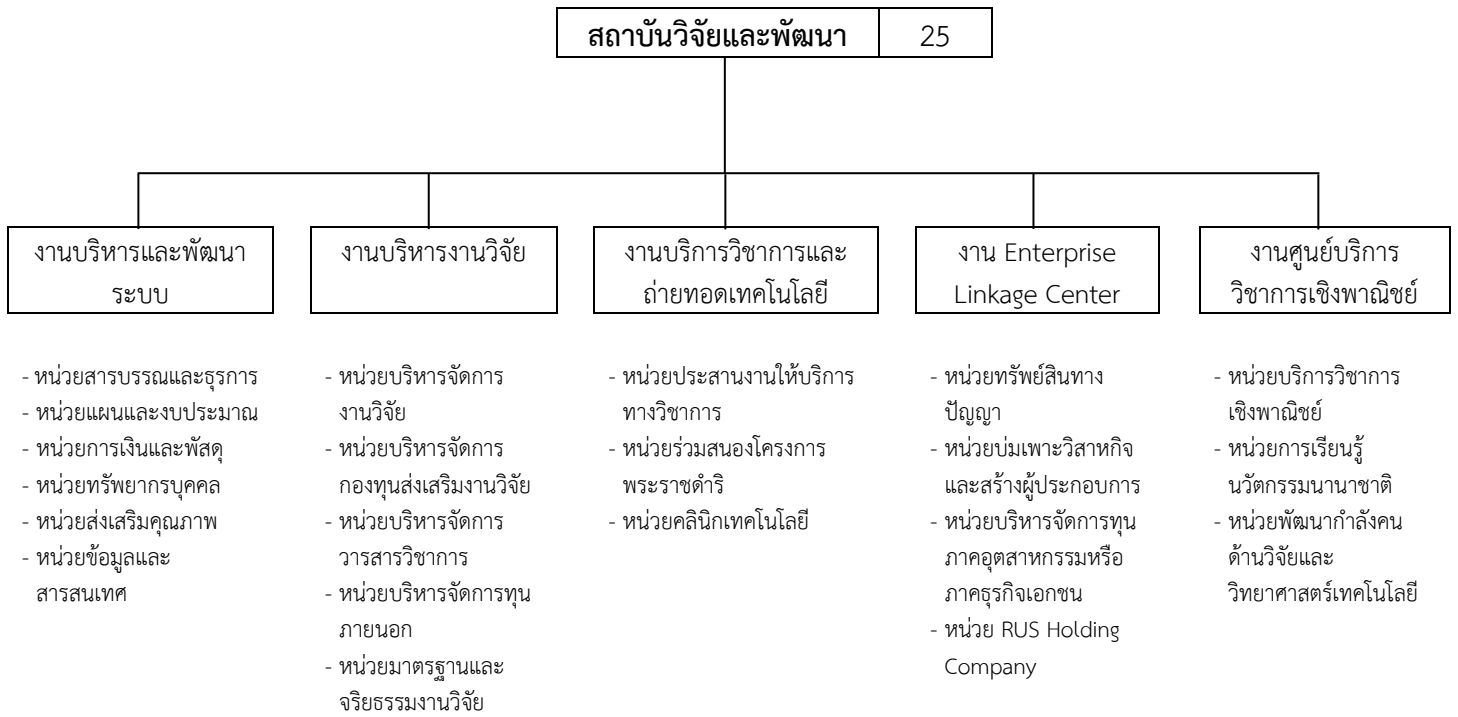 สถาบันวิจัยและพัฒนา 25
งานบริหารและพัฒนา
ระบบ
- หน่วยสารบรรณและธุรการ
- หน่วยแผนและงบประมาณ
- หน่วยการเงินและพัสดุ
- หน่วยทรัพยากรบุคคล
- หน่วยส่งเสริมคุณภาพ
- หน่วยข้อมูลและ
สารสนเทศ
งานบริหารงานวิจัย
- หน่วยบริหารจัดการ
งานวิจัย
- หน่วยบริหารจัดการ
กองทุนส่งเสริมงานวิจัย
- หน่วยบริหารจัดการ
วารสารวิชาการ
- หน่วยบริหารจัดการทุน
ภายนอก
- หน่วยมาตรฐานและ
จริยธรรมงานวิจัย
งานบริการวิชาการและ
ถ่ายทอดเทคโนโลยี
- หน่วยประสานงานให้บริการ
ทางวิชาการ
- หน่วยร่วมสนองโครงการ
พระราชดำริ
- หน่วยคลินิกเทคโนโลยี
งาน Enterprise
Linkage Center
- หน่วยทรัพย์สินทาง
ปัญญา
- หน่วยบ่มเพาะวิสาหกิจ
และสร้างผู้ประกอบการ
- หน่วยบริหารจัดการทุน
ภาคอุตสาหกรรมหรือ
ภาคธุรกิจเอกชน
- หน่วย RUS Holding
Company
งานศูนย์บริการ
วิชาการเชิงพาณิชย์
- หน่วยบริการวิชาการ
เชิงพาณิชย์
- หน่วยการเรียนรู้
นวัตกรรมนานาชาติ
- หน่วยพัฒนากำลังคน
ด้านวิจัยและ
วิทยาศาสตร์เทคโนโลยี